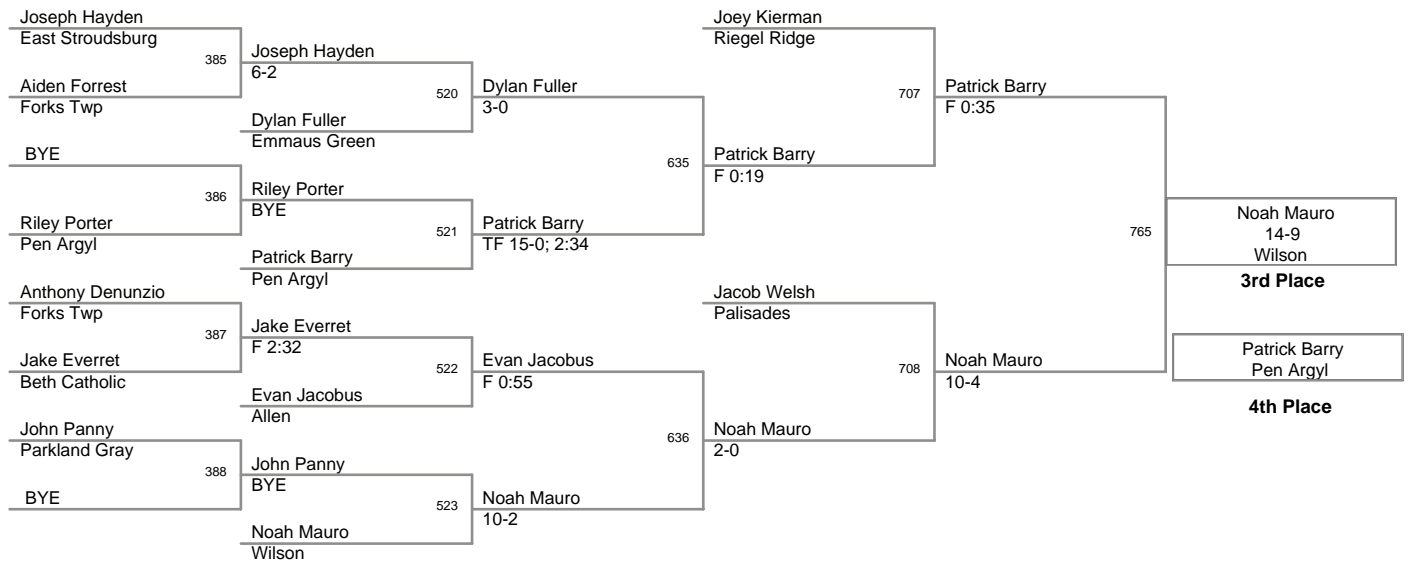 Joseph Hayden
East Stroudsburg
385
Aiden Forrest
Forks Twp
BYE
386
Riley Porter
Pen Argyl
Anthony Denunzio
Forks Twp
387
Jake Everret
Beth Catholic
John Panny
Parkland Gray
388
BYE
Joseph Hayden
6-2
520
Dylan Fuller
Emmaus Green
Riley Porter
BYE
521
Patrick Barry
Pen Argyl
Jake Everret
F 2:32
522
Evan Jacobus
Allen
John Panny
BYE
523
Noah Mauro
Wilson
Dylan Fuller
3-0
635
Patrick Barry
TF 15-0; 2:34
Evan Jacobus
F 0:55
636
Noah Mauro
10-2
Joey Kierman
Riegel Ridge
707
Patrick Barry
F 0:19
Jacob Welsh
Palisades
708
Noah Mauro
2-0
Patrick Barry
F 0:35
765
Noah Mauro
10-4
Noah Mauro
14-9
Wilson
3rd Place
Patrick Barry
Pen Argyl
4th Place